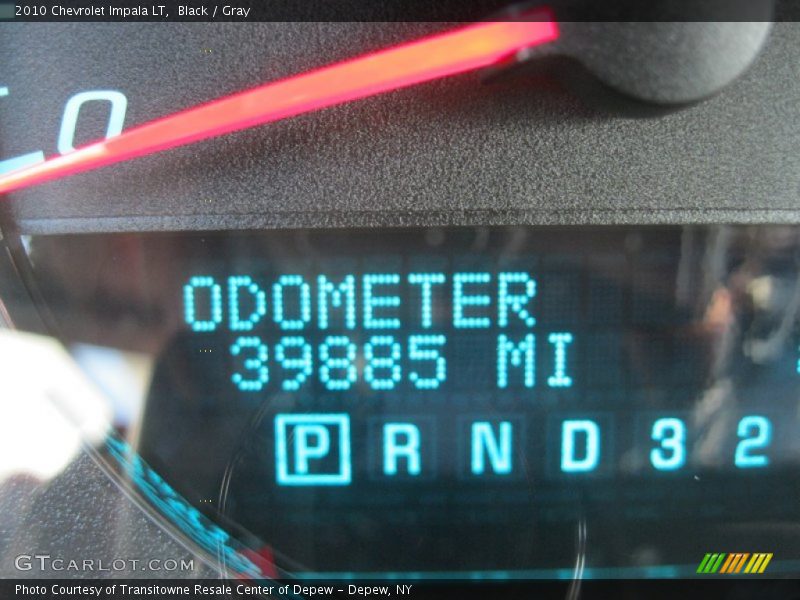 2010 Chevrolet Impala LT, Black / Gray
0
ODOMETER
39885 MI
P R N D 3 2
GTCARLOT.COM
Photo Courtesy of Transitowne Resale Center of Depew - Depew, NY